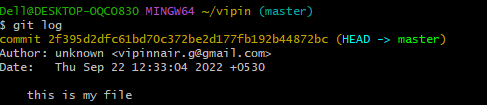 Dell@DESKTOP-OQCO83O MINGW64 ~/vipin (master)
$ git log
commit 2f395d2dfc61bd70c372be2d177fb192b44872bc (HEAD -> master)
Author: unknown <vipinnair.g@gmail.com>
Date:   Thu Sep 22 12:33:04 2022 +0530

    this is my file